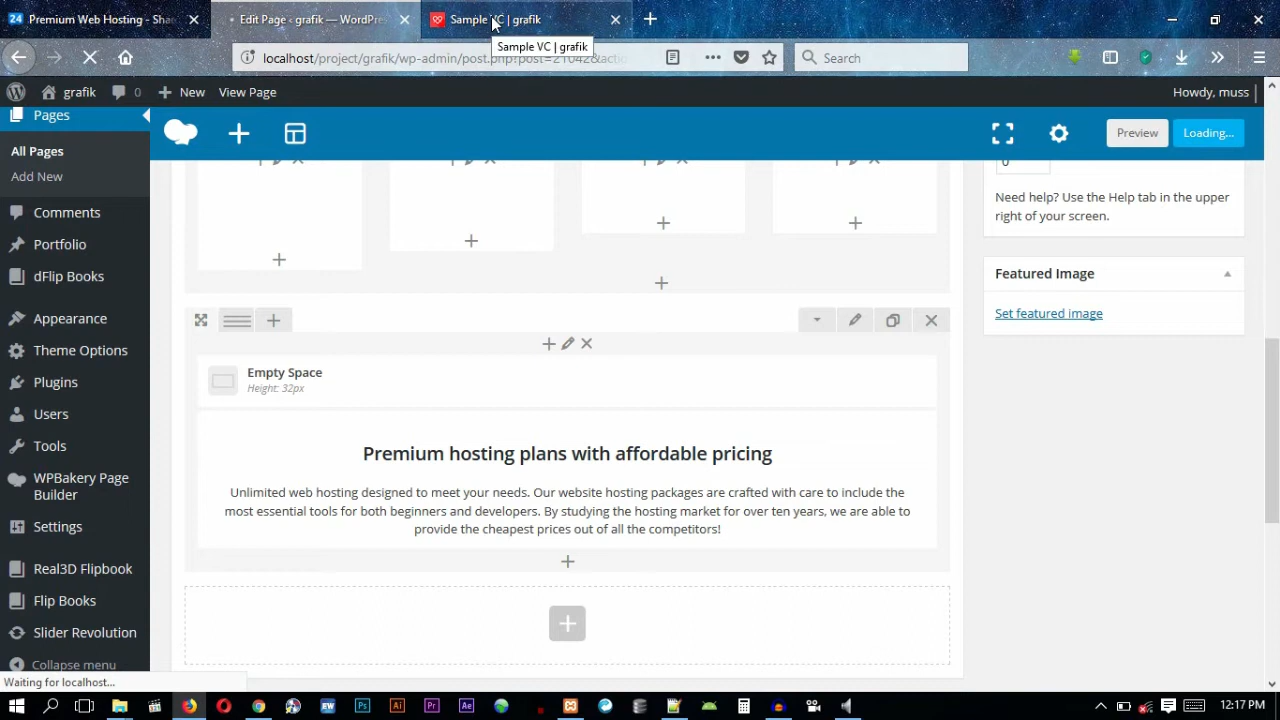 Premium Web Hosting - Sha
Edit Page ‹ grafik — WordPre
Sample VC | grafik
Sample VC | grafik
localhost/project/grafik/wp-admin/post.php?post=21042&acti
Search
grafik
0
New
View Page
Howdy, muss
Pages
All Pages
Add New
Comments
Portfolio
dFlip Books
Appearance
Theme Options
Plugins
Users
Tools
WPBakery Page
Builder
Settings
Real3D Flipbook
Flip Books
Slider Revolution
Collapse menu
Preview
Loading...
0
Need help? Use the Help tab in the upper
right of your screen.
Featured Image
Set featured image
Empty Space
Height: 32px
Premium hosting plans with affordable pricing
Unlimited web hosting designed to meet your needs. Our website hosting packages are crafted with care to include the
most essential tools for both beginners and developers. By studying the hosting market for over ten years, we are able to
provide the cheapest prices out of all the competitors!
Waiting for localhost...
12:17 PM